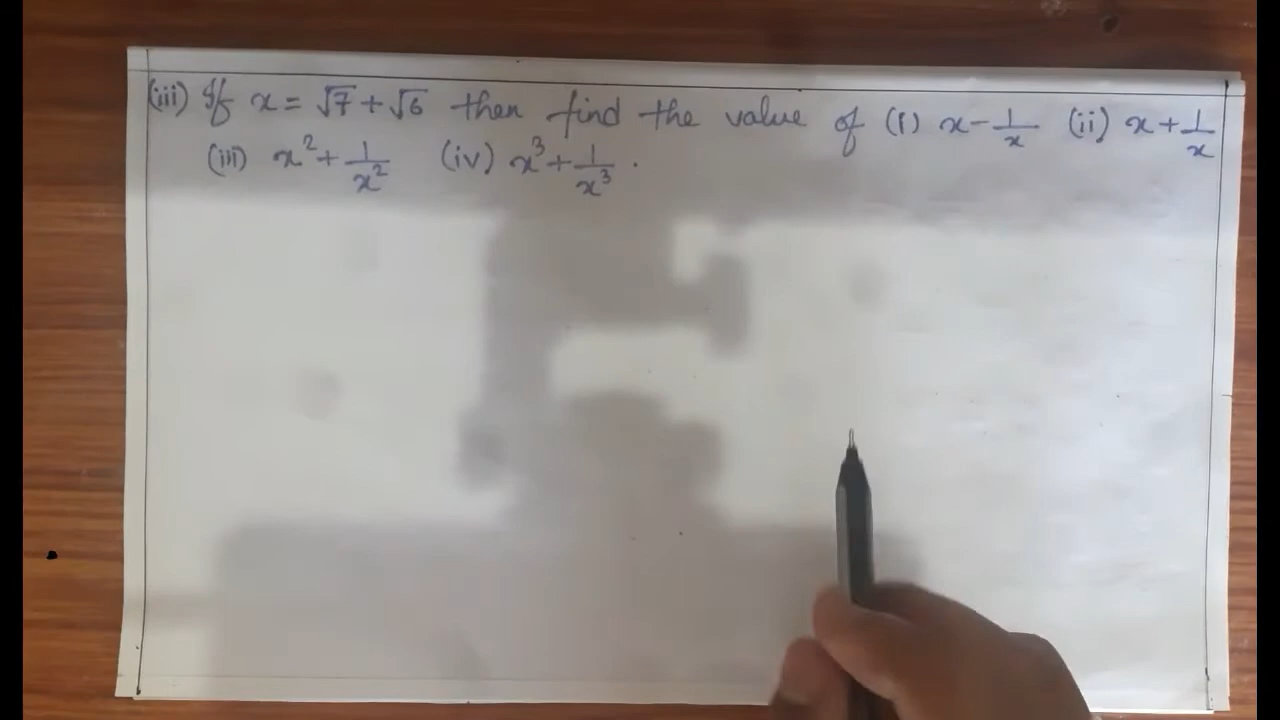 (iii) If x = √7 + √6 then find the value of (i) x - 1/x (ii) x + 1/x
(iii) x² + 1/x² (iv) x³ + 1/x³ .